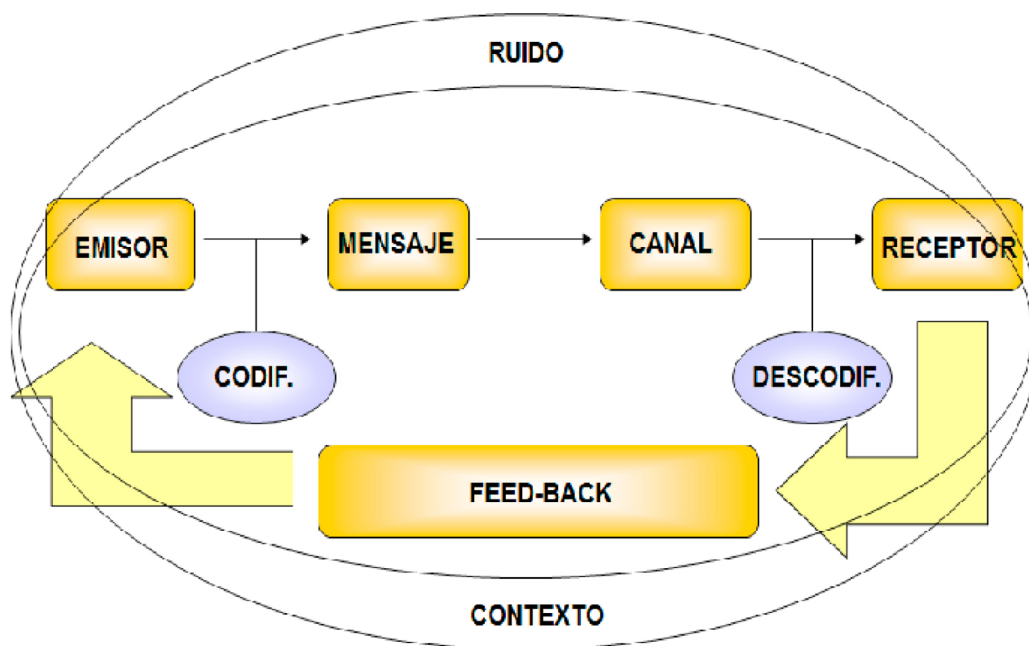 RUIDO
EMISOR
MENSAJE
CANAL
RECEPTOR
CODIF.
DESCODIF.
FEED-BACK
CONTEXTO